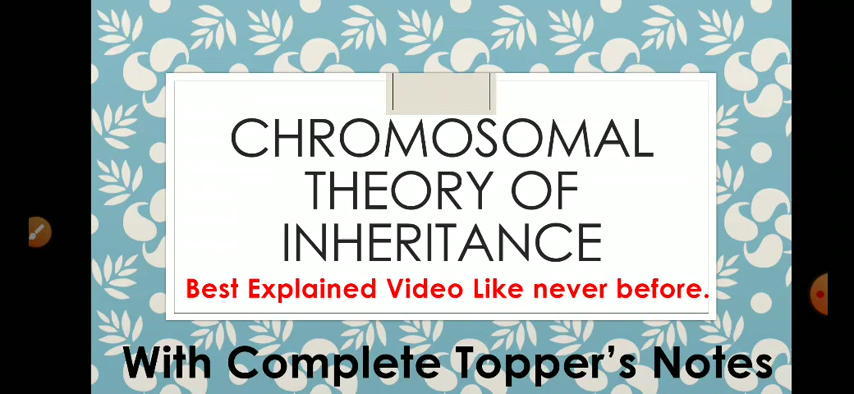 CHROMOSOMAL
THEORY OF
INHERITANCE
Best Explained Video Like never before.
With Complete Topper’s Notes